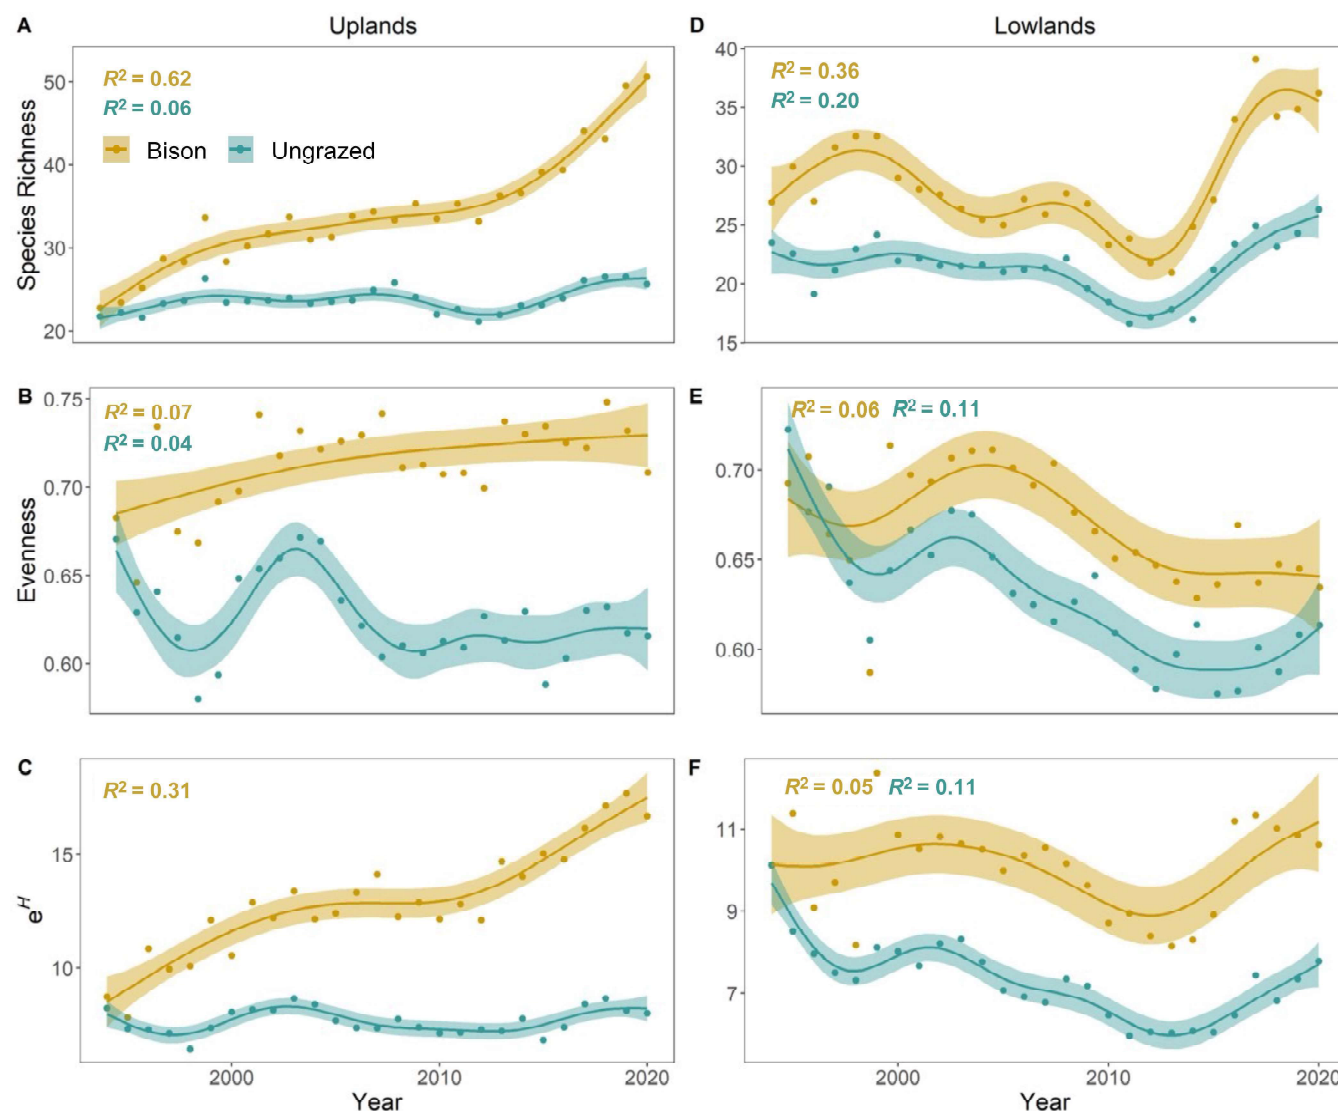 A Uplands
Species Richness
R² = 0.62
R² = 0.06
Bison Ungrazed
50
40
30
20
D Lowlands
R² = 0.36
R² = 0.20
40
35
30
25
20
15
B
Evenness
R² = 0.07
R² = 0.04
0.75
0.70
0.65
0.60
E
R² = 0.06 R² = 0.11
0.70
0.65
0.60
C
eᴴ
R² = 0.31
15
10
2000 2010 2020
Year
F
R² = 0.05 R² = 0.11
11
9
7
2000 2010 2020
Year